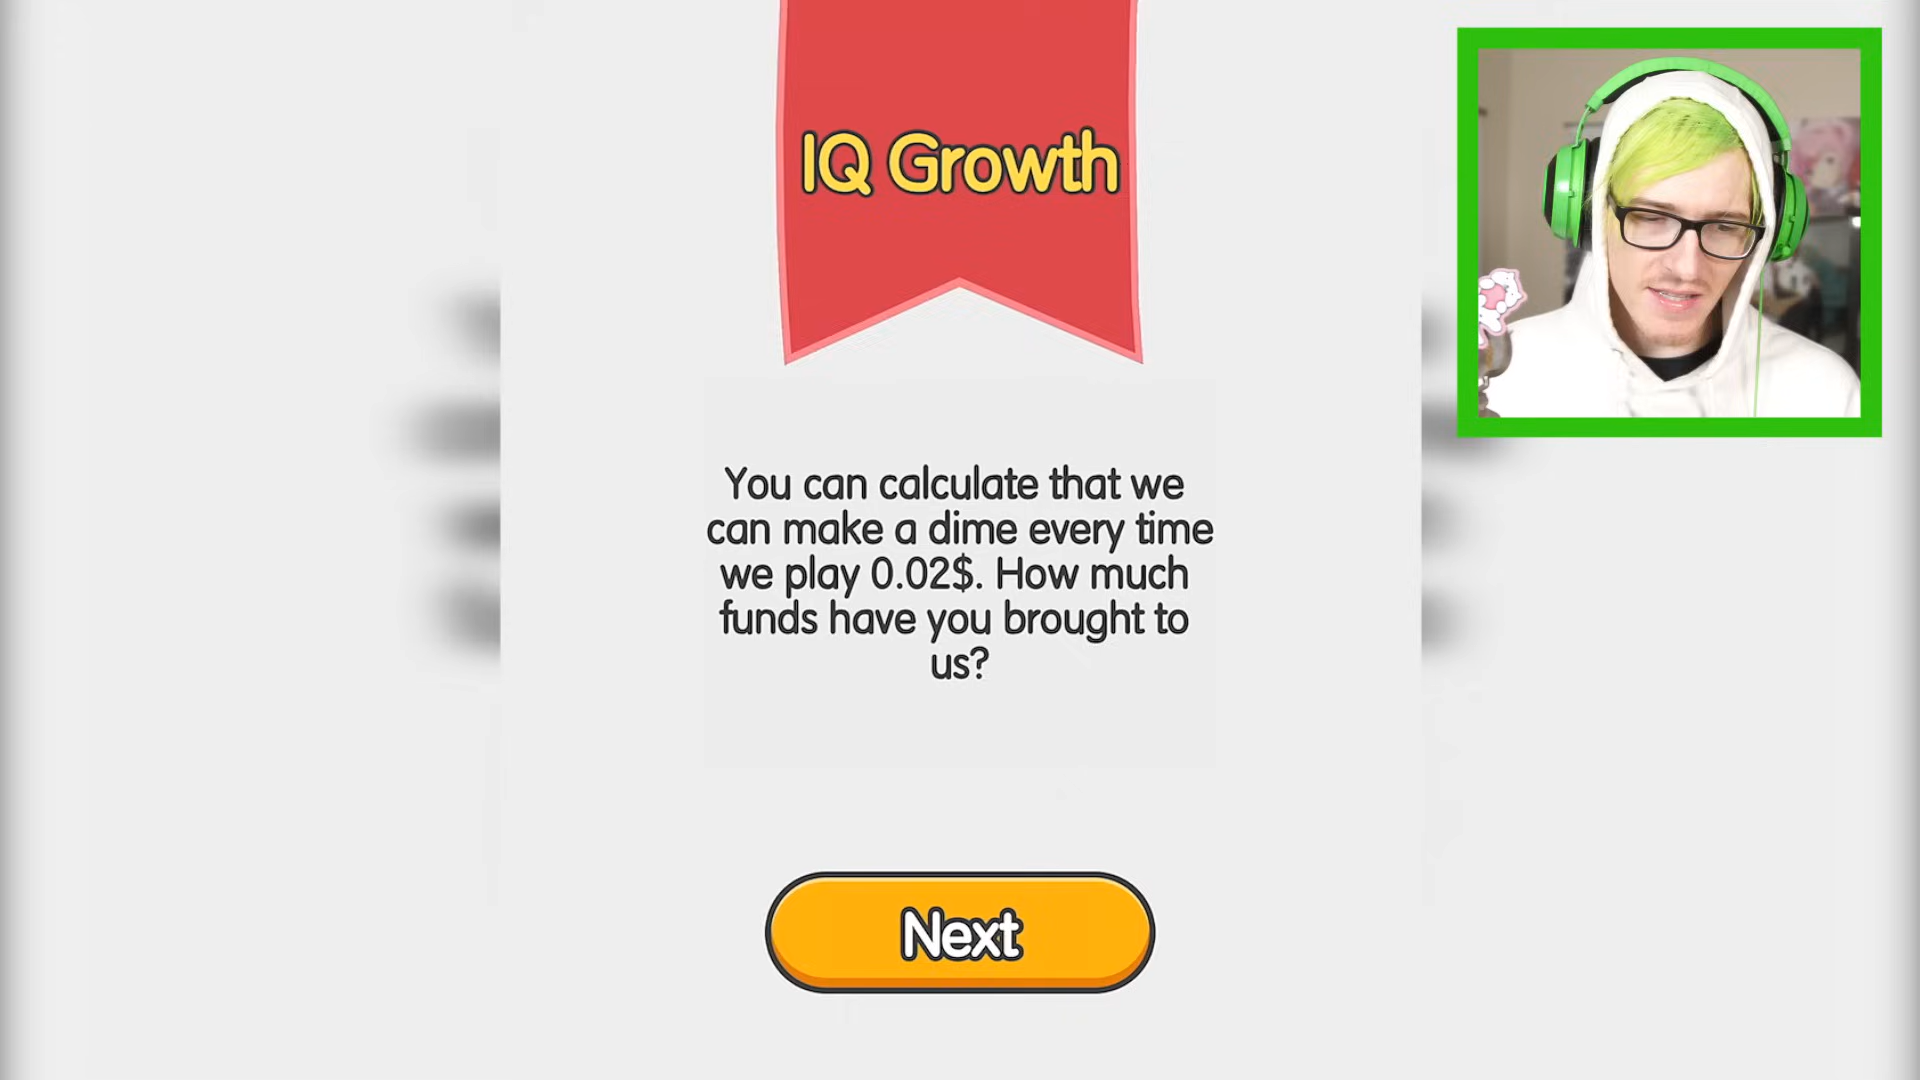 IQ Growth
You can calculate that we
can make a dime every time
we play 0.02$. How much
funds have you brought to
us?
Next